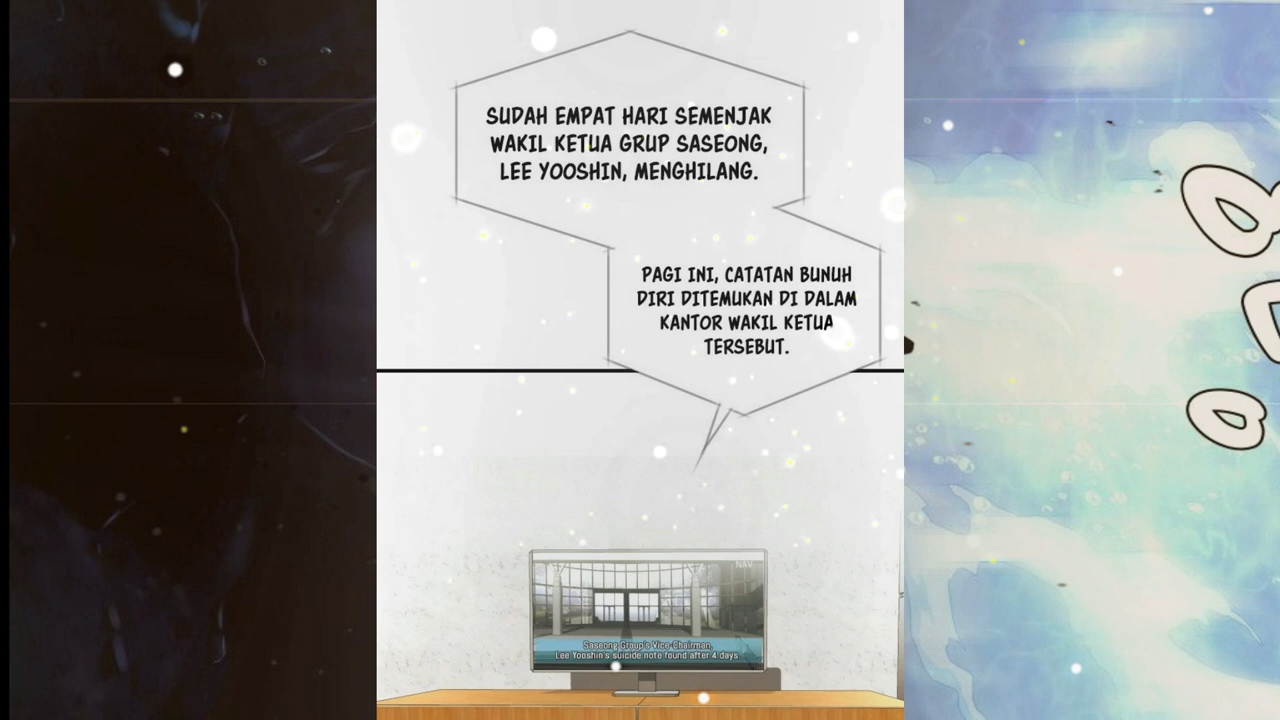 SUDAH EMPAT HARI SEMENJAK
WAKIL KETUA GRUP SASEONG,
LEE YOOSHIN, MENGHILANG.
PAGI INI, CATATAN BUNUH
DIRI DITEMUKAN DI DALAM
KANTOR WAKIL KETUA
TERSEBUT.
NAV
Saseong Group's Vice-Chairman,
Lee Yooshin's suicide note found after 4 days